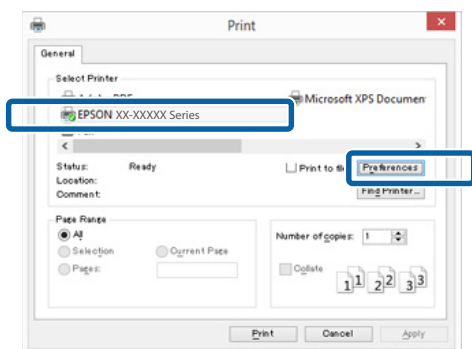 Print
General
Select Printer
Microsoft XPS Documen
EPSON XX-XXXXX Series
Status: Ready
Print to
Preferences
Location:
Comment:
Find Printer...
Page Range
All
Selection
Current Page
Pages:
Number of copies: 1
Collate
1 1 2 2 3 3
Print
Cancel
Apply